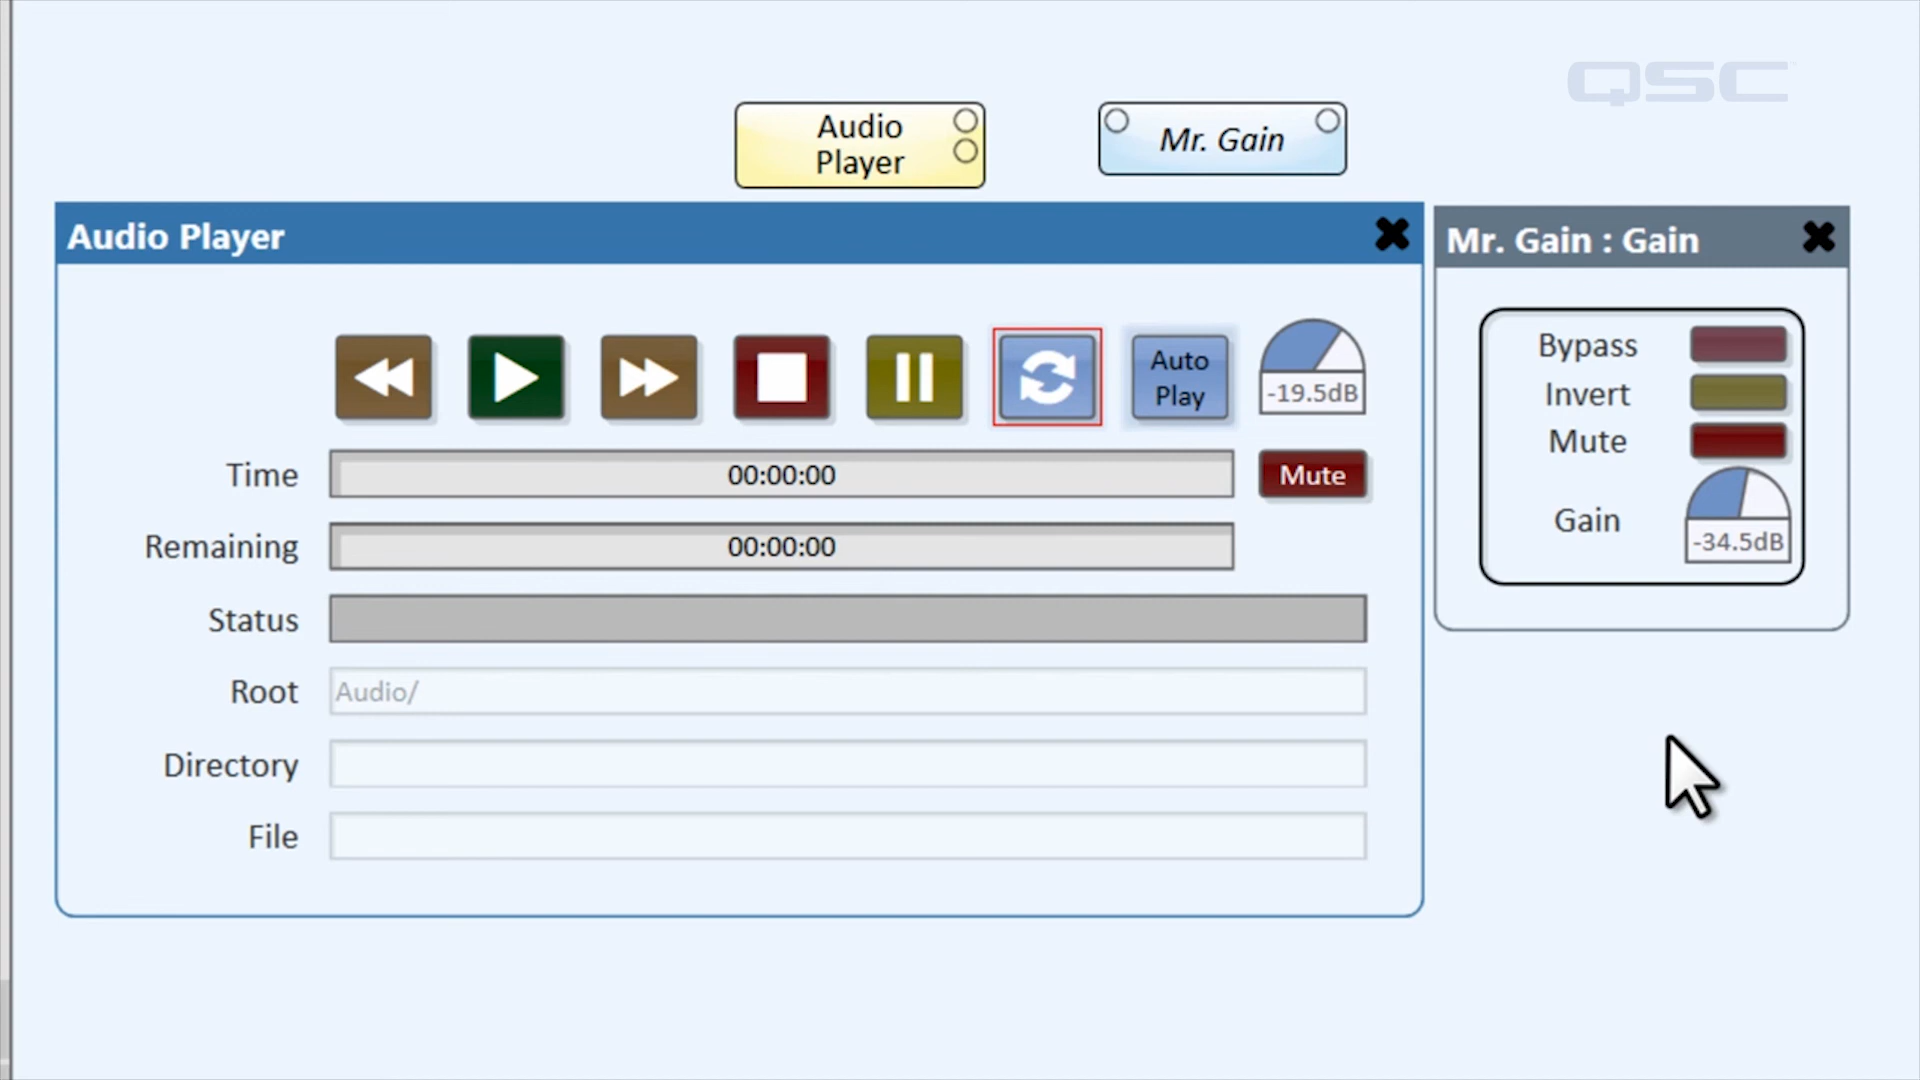 QSC
Audio
Player
Mr. Gain
Audio Player
Mr. Gain : Gain
Auto
Play
-19.5dB
Bypass
Invert
Mute
Gain
-34.5dB
Time
00:00:00
Mute
Remaining
00:00:00
Status
Root
Audio/
Directory
File